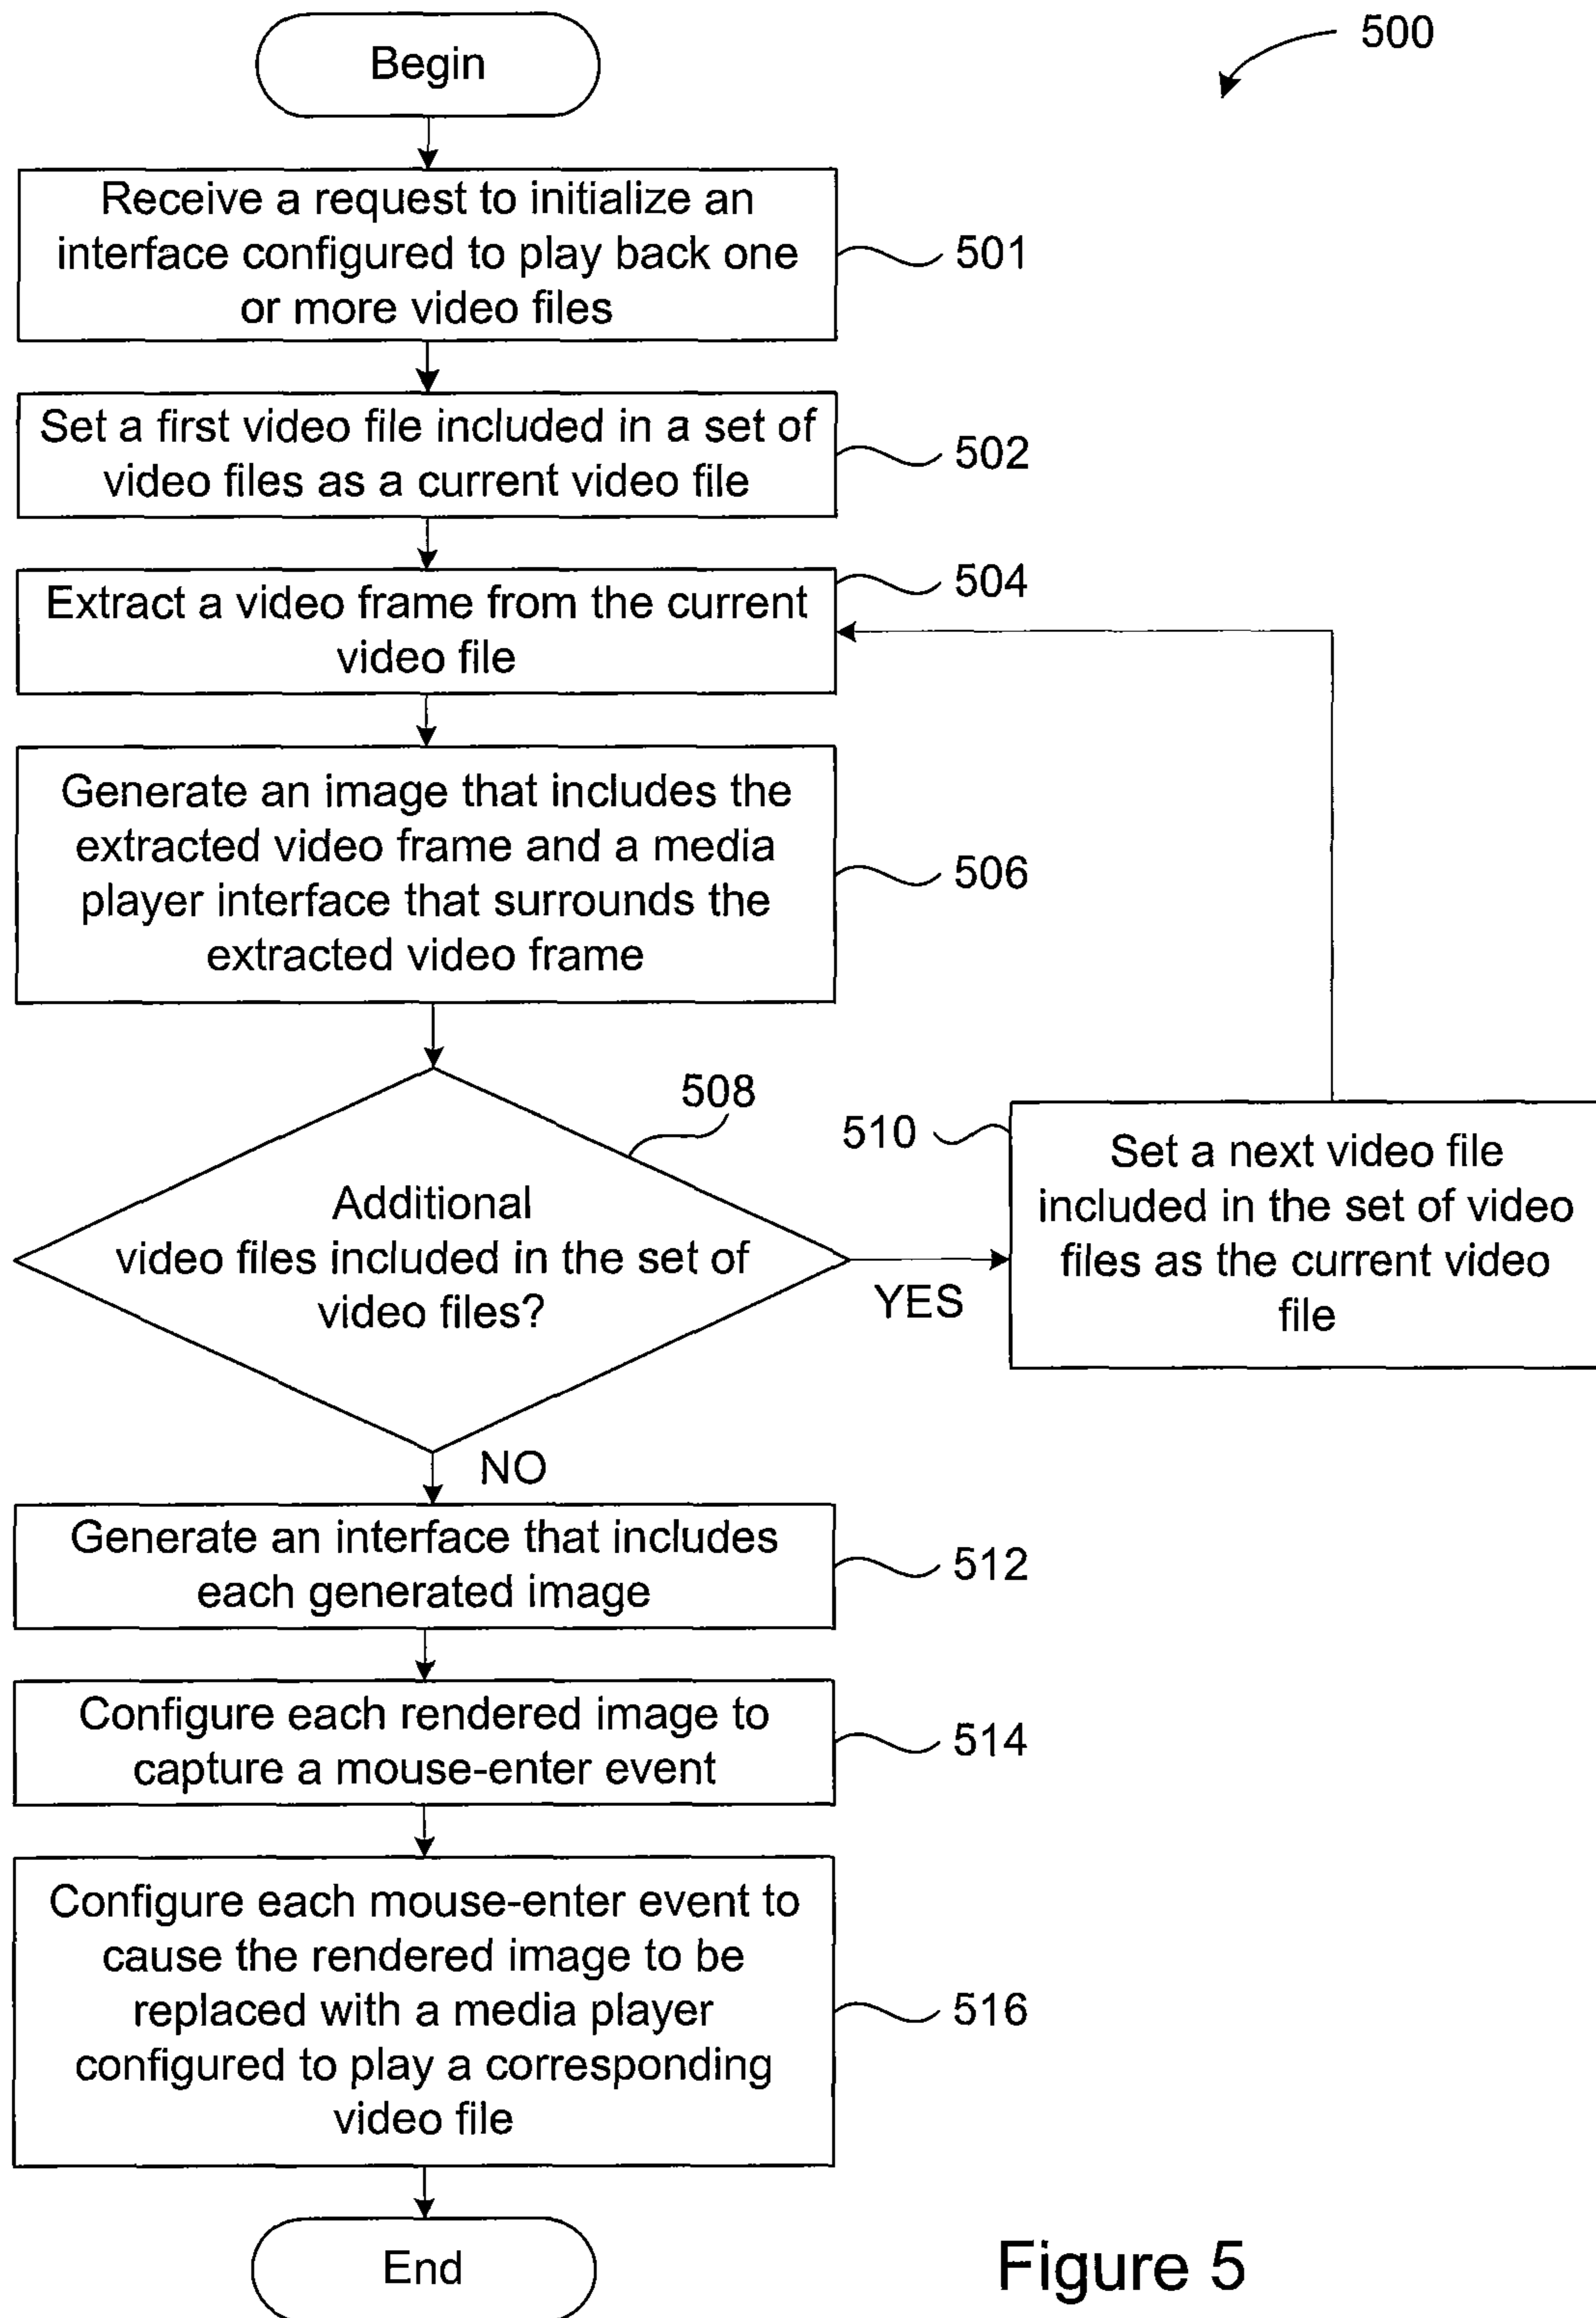 500
Begin
Receive a request to initialize an
interface configured to play back one
or more video files
501
Set a first video file included in a set of
video files as a current video file
502
Extract a video frame from the current
video file
504
Generate an image that includes the
extracted video frame and a media
player interface that surrounds the
extracted video frame
506
508
Additional
video files included in the set of
video files?
YES
510
Set a next video file
included in the set of video
files as the current video
file
NO
Generate an interface that includes
each generated image
512
Configure each rendered image to
capture a mouse-enter event
514
Configure each mouse-enter event to
cause the rendered image to be
replaced with a media player
configured to play a corresponding
video file
516
End
Figure 5